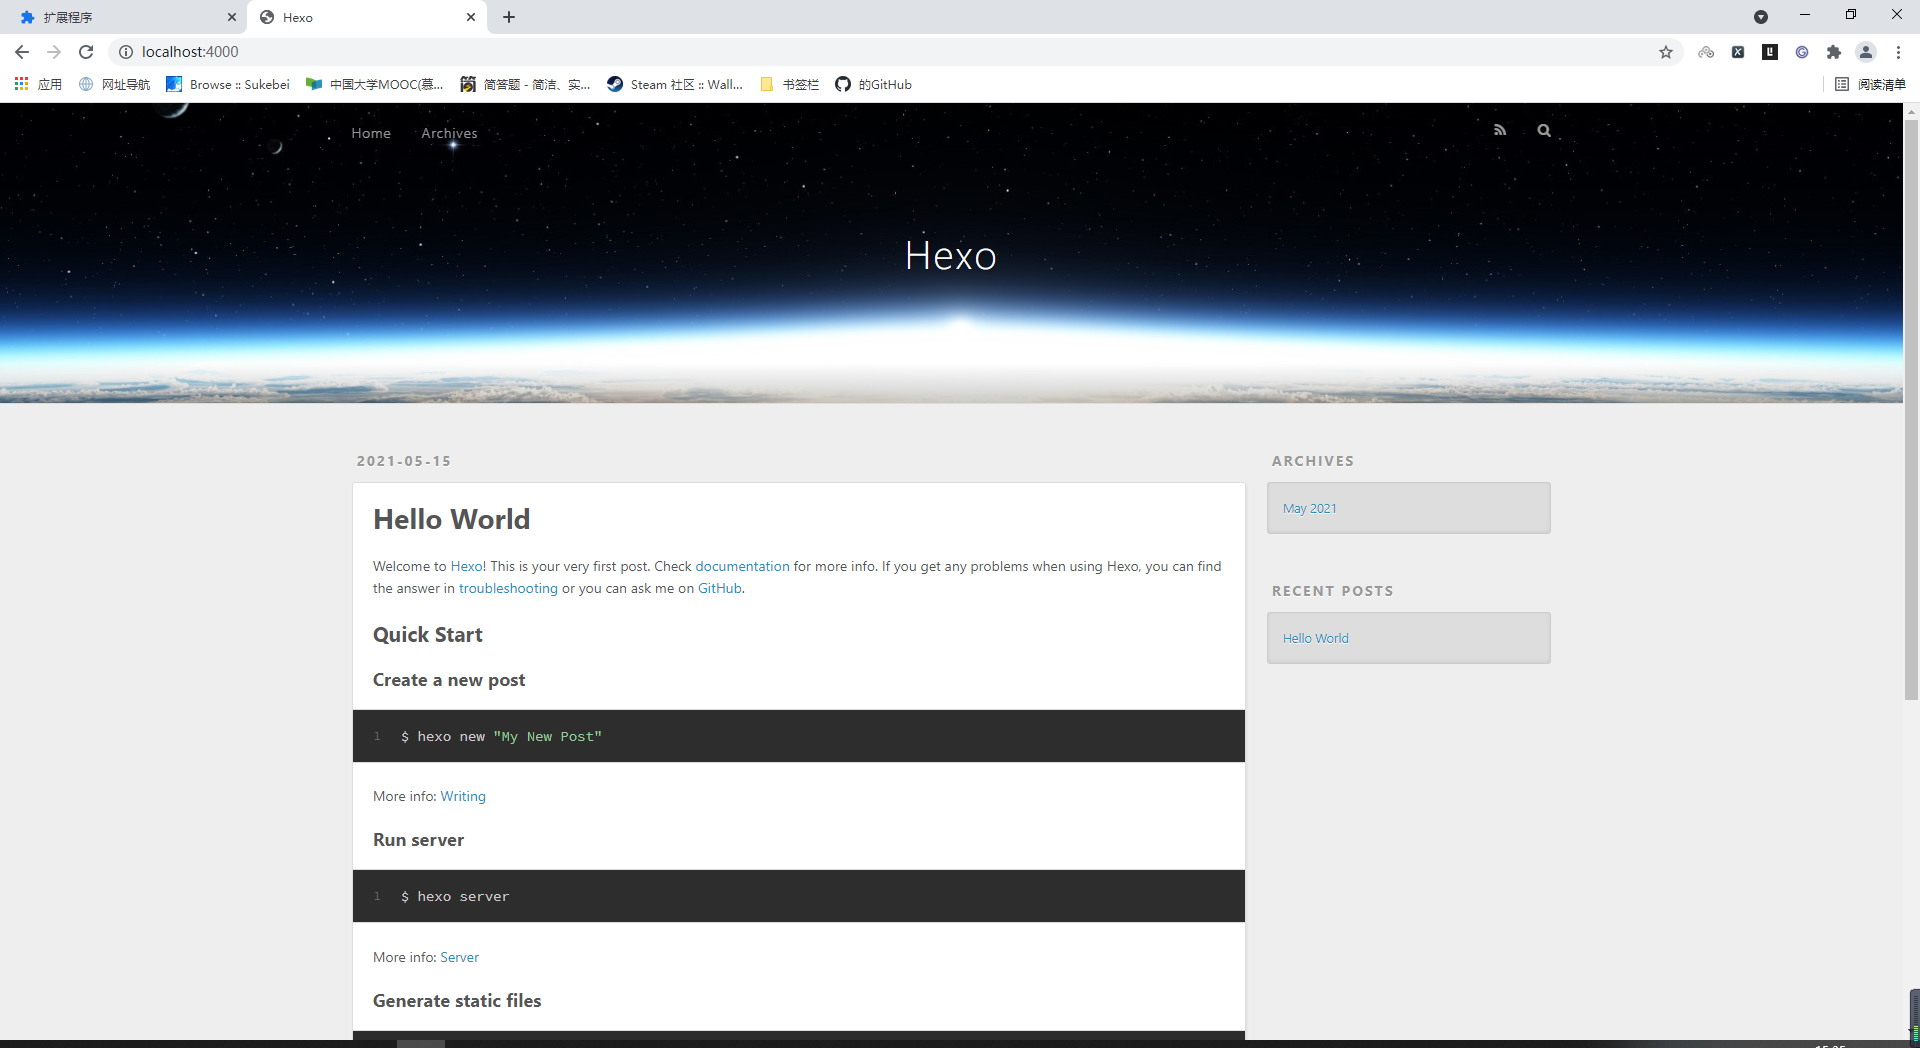 扩展程序
Hexo
localhost:4000
应用
网址导航
Browse :: Sukebei
中国大学MOOC(慕...
简答题 - 简洁、实...
Steam 社区 :: Wall...
书签栏
的GitHub
阅读清单
Home
Archives
Hexo
2021-05-15
Hello World
Welcome to Hexo! This is your very first post. Check documentation for more info. If you get any problems when using Hexo, you can find
the answer in troubleshooting or you can ask me on GitHub.
Quick Start
Create a new post
1 $ hexo new "My New Post"
More info: Writing
Run server
1 $ hexo server
More info: Server
Generate static files
ARCHIVES
May 2021
RECENT POSTS
Hello World